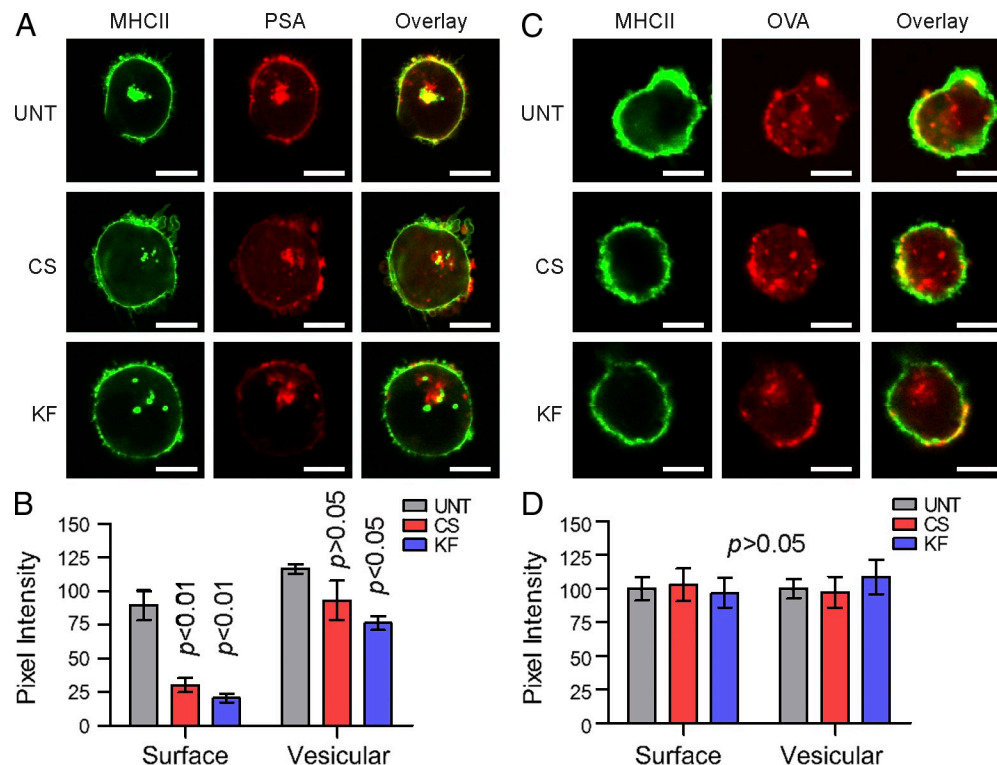 A
MHCII PSA Overlay
UNT
CS
KF
B
UNT
CS
KF
Pixel Intensity
150
125
100
75
50
25
0
p<0.01
p<0.01
p>0.05
p<0.05
Surface Vesicular
C
MHCII OVA Overlay
UNT
CS
KF
D
UNT
CS
KF
Pixel Intensity
150
125
100
75
50
25
0
p>0.05
Surface Vesicular